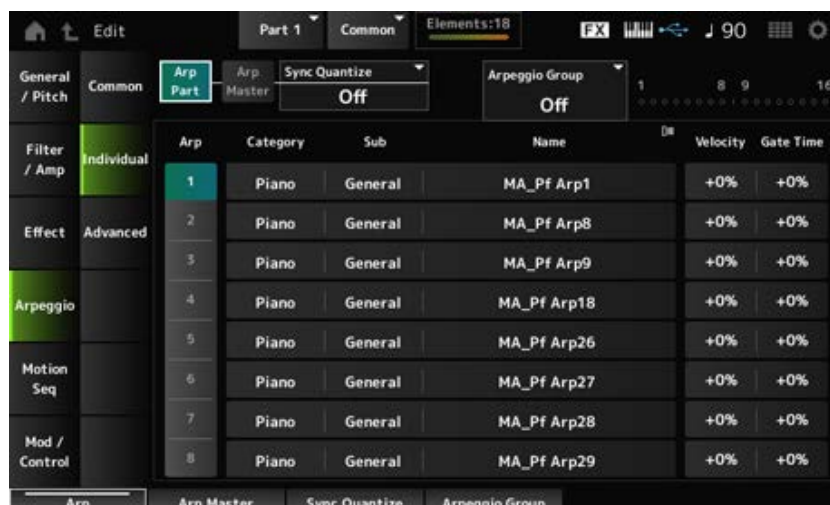 Edit
Part 1
Common
Elements:18
FX
90
General
/ Pitch
Filter
/ Amp
Effect
Arpeggio
Motion
Seq
Mod /
Control
Common
Individual
Advanced
Arp
Part
Arp
Master
Sync Quantize
Off
Arpeggio Group
Off
1 8 9 16
Arp Category Sub Name Velocity Gate Time
1 Piano General MA_Pf Arp1 +0% +0%
2 Piano General MA_Pf Arp8 +0% +0%
3 Piano General MA_Pf Arp9 +0% +0%
4 Piano General MA_Pf Arp18 +0% +0%
5 Piano General MA_Pf Arp26 +0% +0%
6 Piano General MA_Pf Arp27 +0% +0%
7 Piano General MA_Pf Arp28 +0% +0%
8 Piano General MA_Pf Arp29 +0% +0%
Arp Arp Master Sync Quantize Arpeggio Group